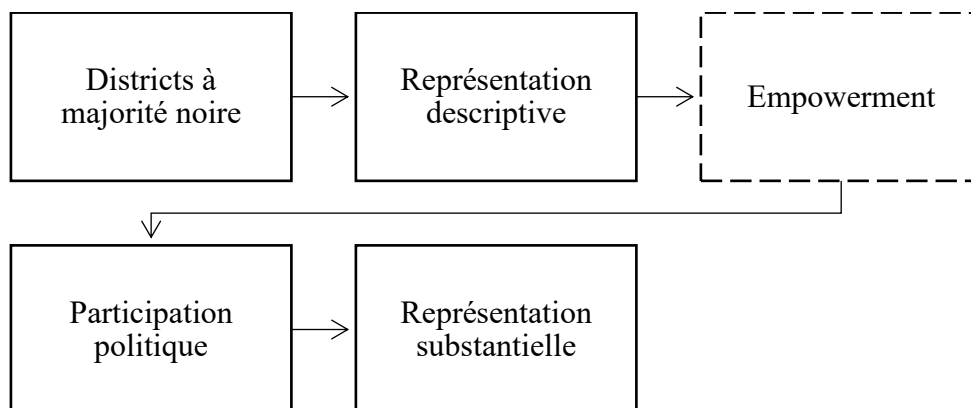 Districts à
majorité noire
Représentation
descriptive
Empowerment
Participation
politique
Représentation
substantielle